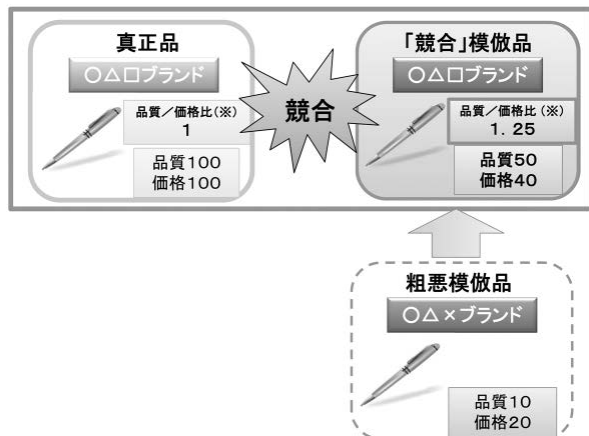 真正品
○△□ブランド
品質／価格比(※)
1
品質100
価格100
競合
「競合」模倣品
○△□ブランド
品質／価格比(※)
1.25
品質50
価格40
粗悪模倣品
○△×ブランド
品質10
価格20